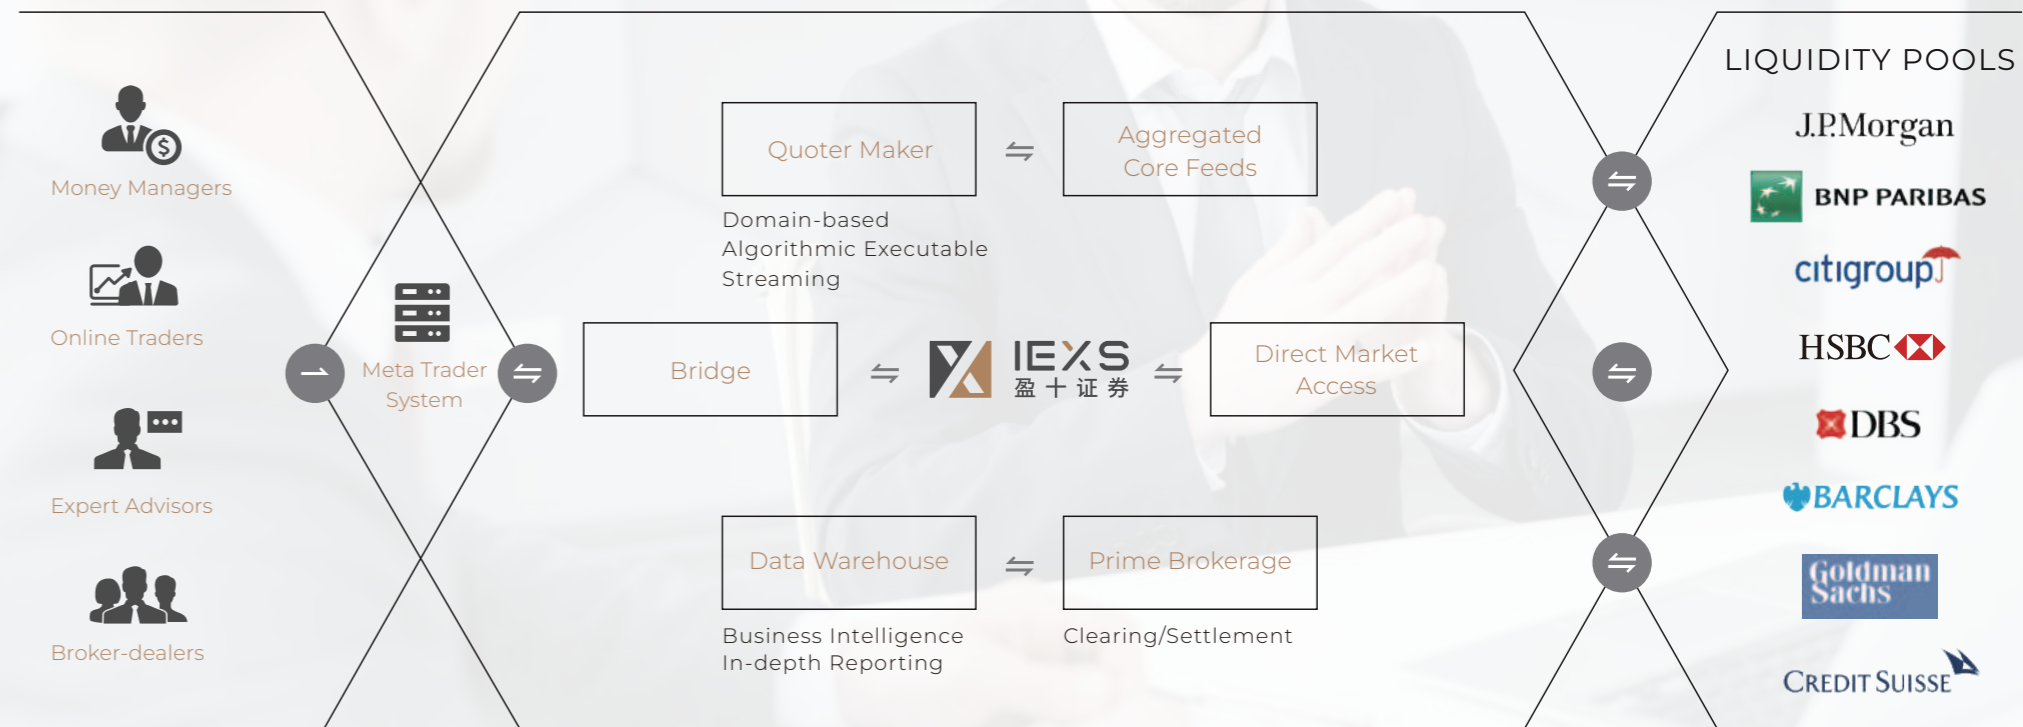 Money Managers
Online Traders
Expert Advisors
Broker-dealers
Meta Trader
System
Quoter Maker
Domain-based
Algorithmic Executable
Streaming
Aggregated
Core Feeds
Bridge
IEXS
盈十证券
Direct Market
Access
Data Warehouse
Business Intelligence
In-depth Reporting
Prime Brokerage
Clearing/Settlement
LIQUIDITY POOLS
J.P.Morgan
BNP PARIBAS
citigroup
HSBC
DBS
BARCLAYS
Goldman
Sachs
CREDIT SUISSE